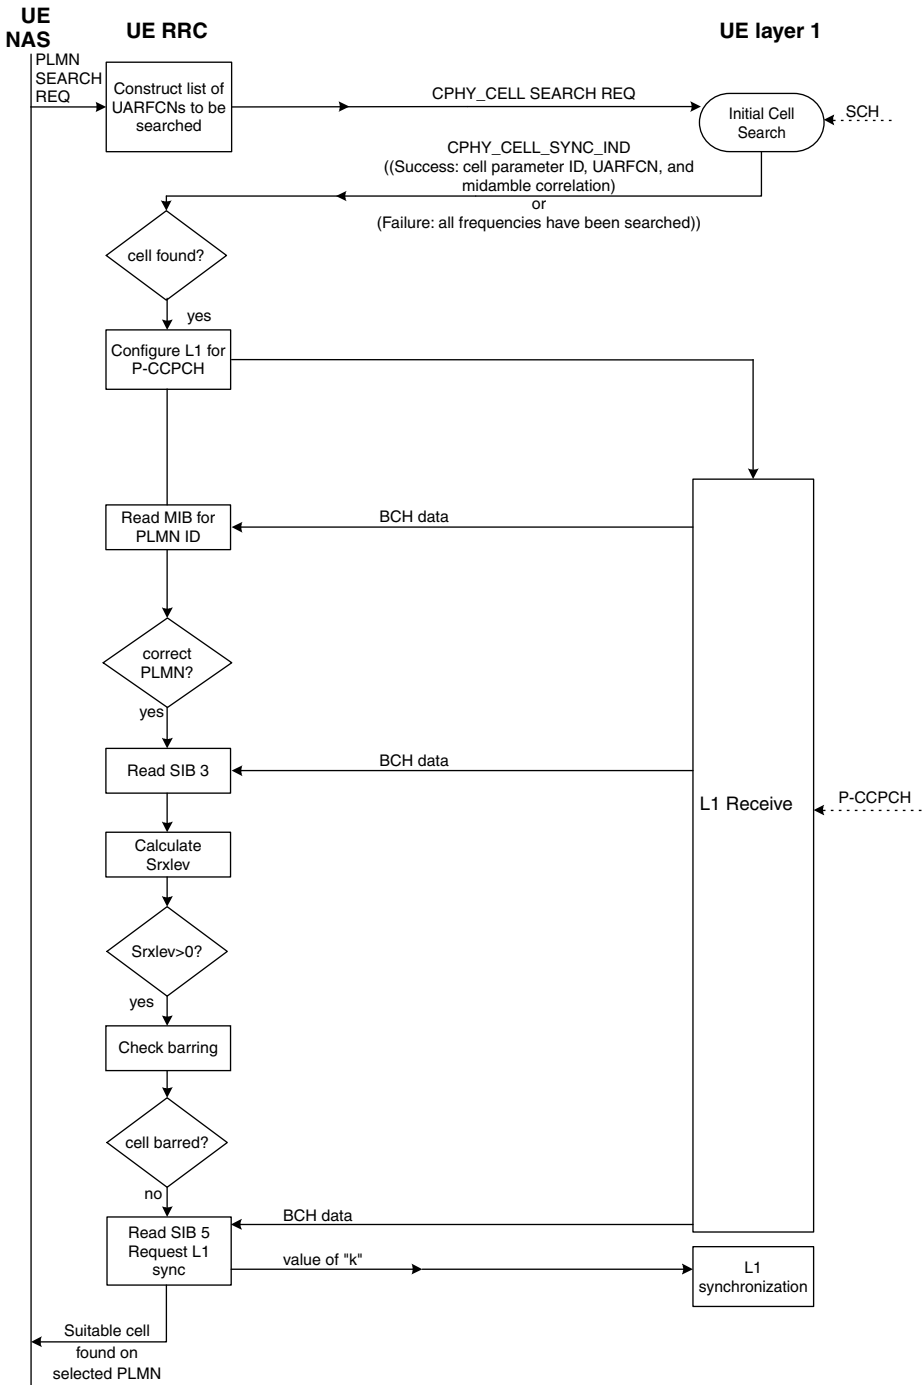 UE
NAS
UE RRC
UE layer 1
PLMN
SEARCH
REQ
Construct list of
UARFCNs to be
searched
CPHY_CELL SEARCH REQ
Initial Cell
Search
SCH
CPHY_CELL_SYNC_IND
((Success: cell parameter ID, UARFCN, and
midamble correlation)
or
(Failure: all frequencies have been searched))
cell found?
yes
Configure L1 for
P-CCPCH
Read MIB for
PLMN ID
BCH data
correct
PLMN?
yes
Read SIB 3
BCH data
L1 Receive
P-CCPCH
Calculate
Srxlev
Srxlev>0?
yes
Check barring
cell barred?
no
Read SIB 5
Request L1
sync
BCH data
value of "k"
L1
synchronization
Suitable cell
found on
selected PLMN